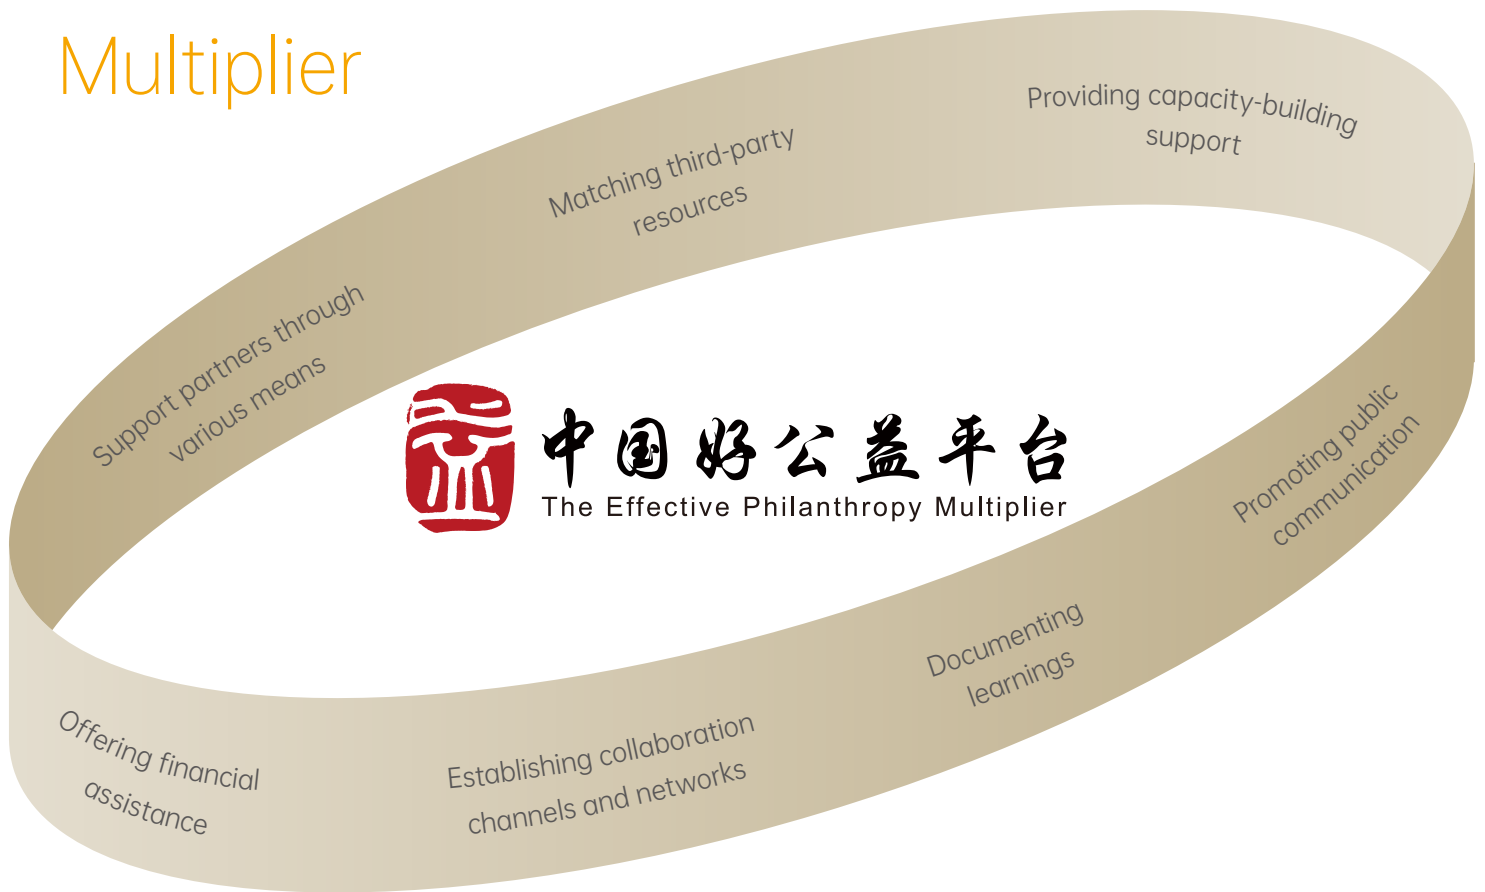 Multiplier
Providing capacity-building
support
Matching third-party
resources
Support partners through
various means
中国好公益平台
The Effective Philanthropy Multiplier
Promoting public
communication
Documenting
learnings
Establishing collaboration
channels and networks
Offering financial
assistance